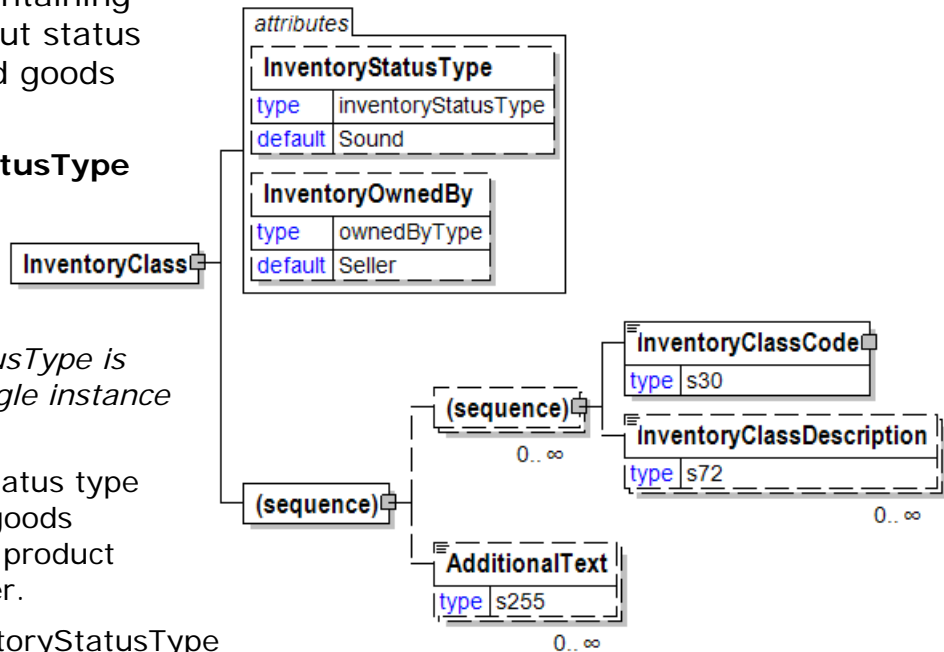 ntaining
ut status
d goods
tusType
usType is
gle instance
atus type
goods
product
er.
ntoryStatusType
attributes
InventoryStatusType
type inventoryStatusType
default Sound
InventoryOwnedBy
type ownedByType
default Seller
InventoryClass
(sequence)
(sequence)
0.. ∞
InventoryClassCode
type s30
InventoryClassDescription
type s72
0.. ∞
AdditionalText
type s255
0.. ∞